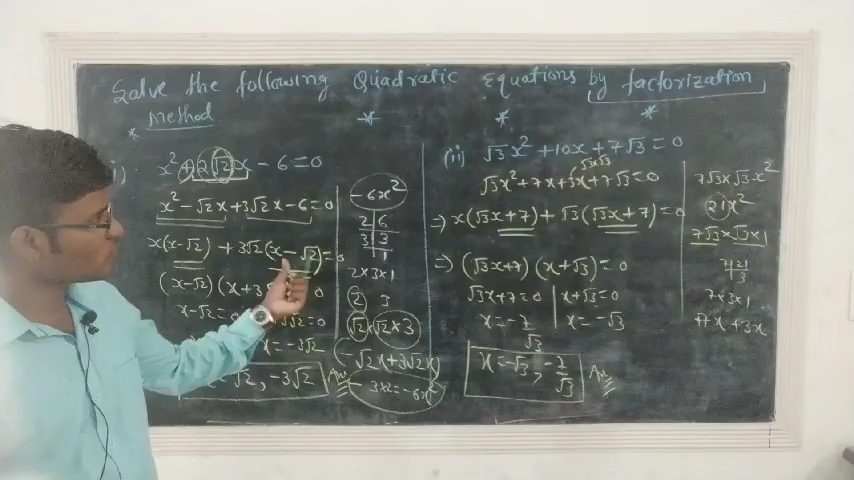 Solve the following Quadratic Equations by factorization
method
i) x² + 2√2x - 6 = 0
x² - √2x + 3√2x - 6 = 0
x(x-√2) + 3√2(x-√2) = 0
(x-√2) (x+3 0
x-√2 = √2=0
x = -3√2
√2, -3√2 Ans
-6x²
2 | 6
3 | 3
1
2×3×1
2 3
√2×√2×3
-√2x+3√2x
- 3×2=-6x²
(ii) √3x² + 10x + 7√3 = 0
√3×√3
√3x² + 7x + 3x + 7√3 = 0
⇒ x(√3x+7) + √3(√3x+7) = 0
⇒ (√3x+7) (x+√3) = 0
√3x+7=0 | x+√3=0
x = -7/√3 | x = -√3
x = -√3, -7/√3 Ans
7√3×√3x²
21x²
7√3x×√3x
7|21
3
7×3×1
7x+3x